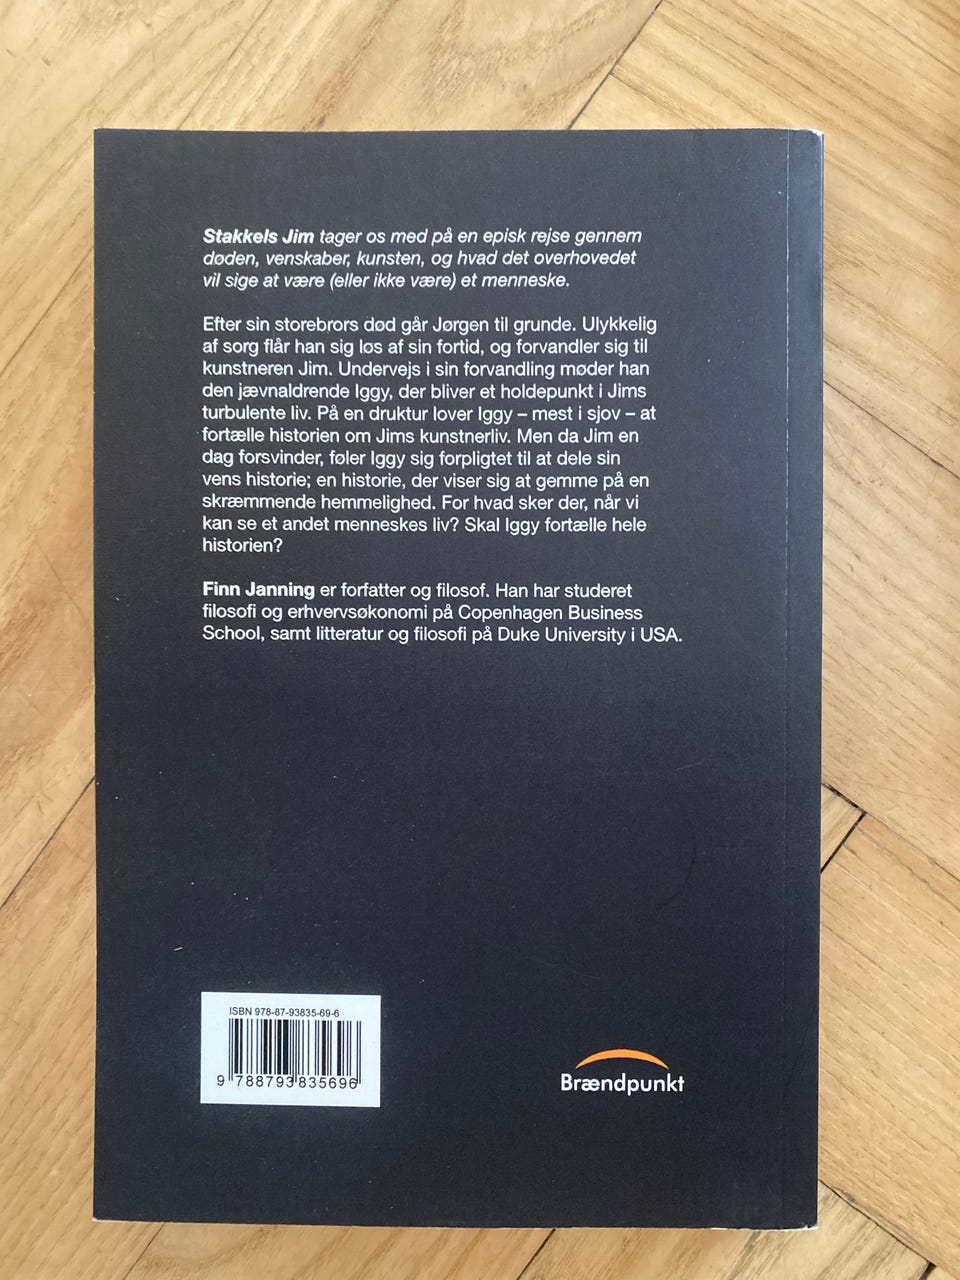 Stakkels Jim tager os med på en episk rejse gennem
døden, venskaber, kunsten, og hvad det overhovedet
vil sige at være (eller ikke være) et menneske.
Efter sin storebrors død går Jørgen til grunde. Ulykkelig
af sorg flår han sig løs af sin fortid, og forvandler sig til
kunstneren Jim. Undervejs i sin forvandling møder han
den jævnaldrende Iggy, der bliver et holdepunkt i Jims
turbulente liv. På en druktur lover Iggy – mest i sjov – at
fortælle historien om Jims kunstnerliv. Men da Jim en
dag forsvinder, føler Iggy sig forpligtet til at dele sin
vens historie; en historie, der viser sig at gemme på en
skræmmende hemmelighed. For hvad sker der, når vi
kan se et andet menneskes liv? Skal Iggy fortælle hele
historien?
Finn Janning er forfatter og filosof. Han har studeret
filosofi og erhvervsøkonomi på Copenhagen Business
School, samt litteratur og filosofi på Duke University i USA.
ISBN 978-87-93835-69-6
9 788793 835696
Brændpunkt